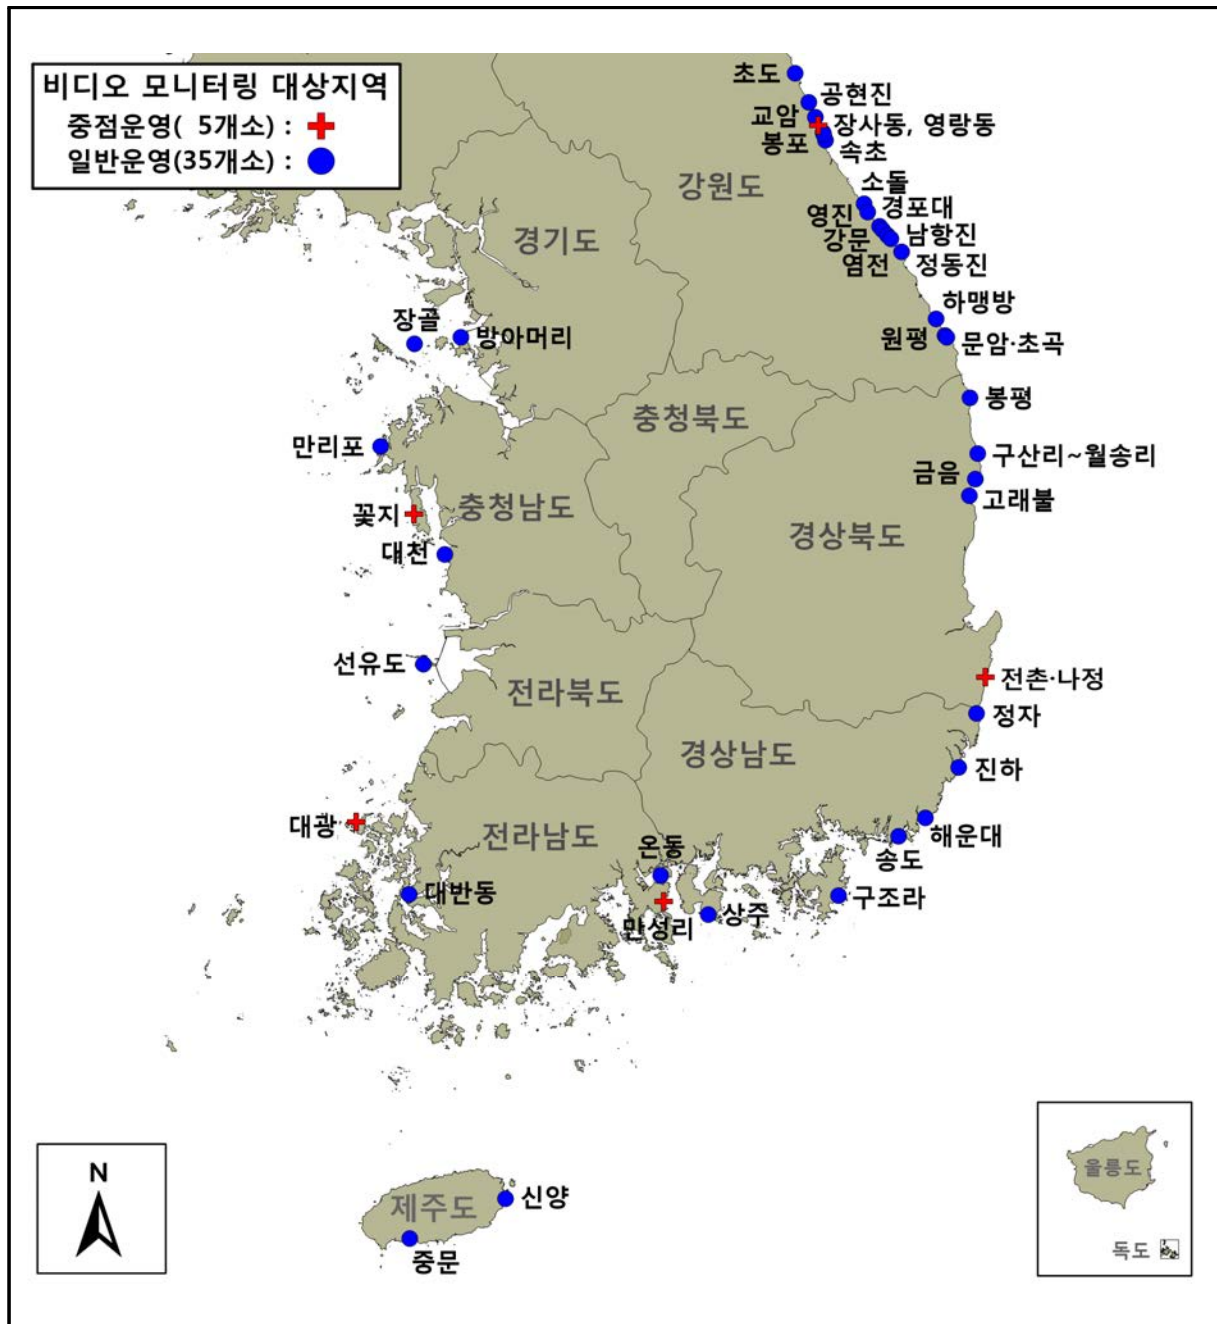 비디오 모니터링 대상지역
중점운영( 5개소) :
일반운영(35개소) :
초도
공현진
교암
장사동, 영랑동
봉포
속초
강원도
소돌
영진
경포대
강문
남항진
염전
정동진
경기도
하맹방
장골
방아머리
원평
문암·초곡
봉평
충청북도
만리포
구산리~월송리
금음
고래불
꽃지
충청남도
경상북도
대천
선유도
전라북도
전촌·나정
정자
경상남도
진하
대광
전라남도
해운대
송도
온동
대반동
구조라
상주
만성리
N
제주도
신양
중문
울릉도
독도